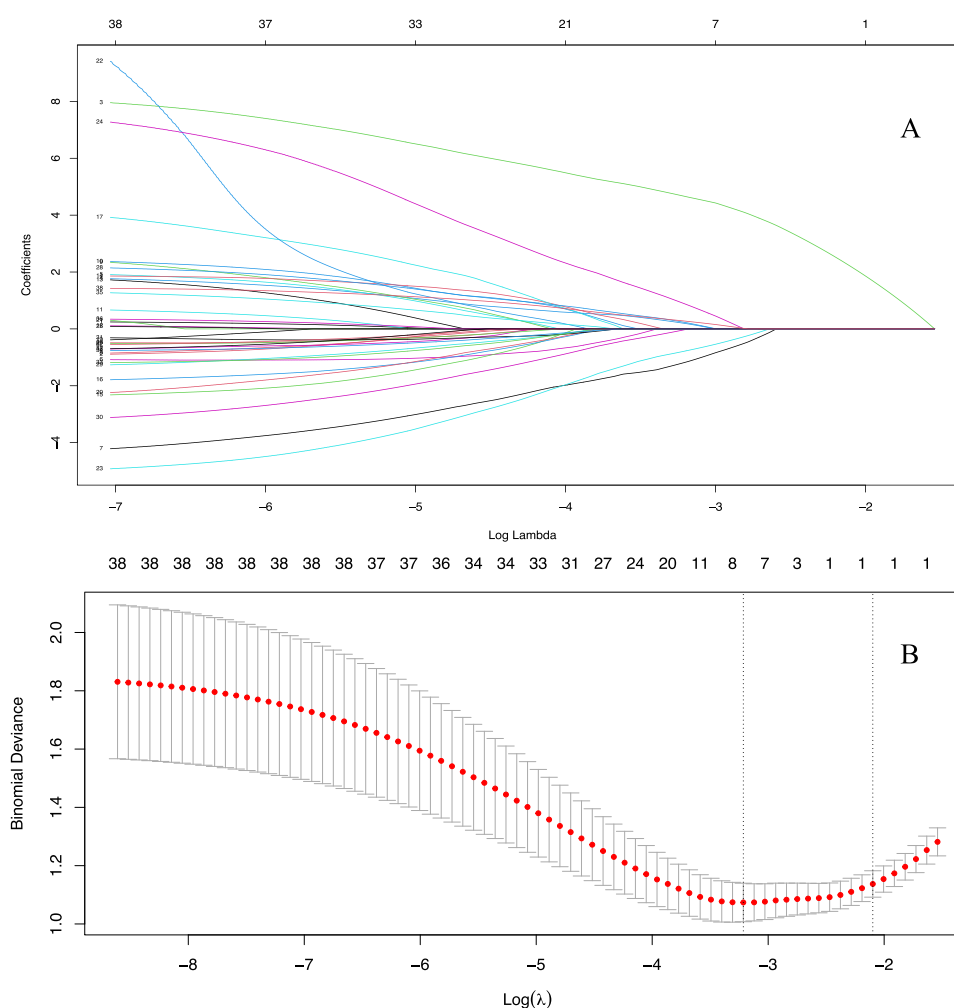 38 37 33 21 7 1
A
Coefficients
8
6
4
2
0
−2
−4
22
3
24
17
28
38
36
11
16
30
7
23
−7 −6 −5 −4 −3 −2
Log Lambda
38 38 38 38 38 38 38 38 37 37 36 34 34 33 31 27 24 20 11 8 7 3 1 1 1 1
B
Binomial Deviance
2.0
1.8
1.6
1.4
1.2
1.0
−8 −7 −6 −5 −4 −3 −2
Log(λ)